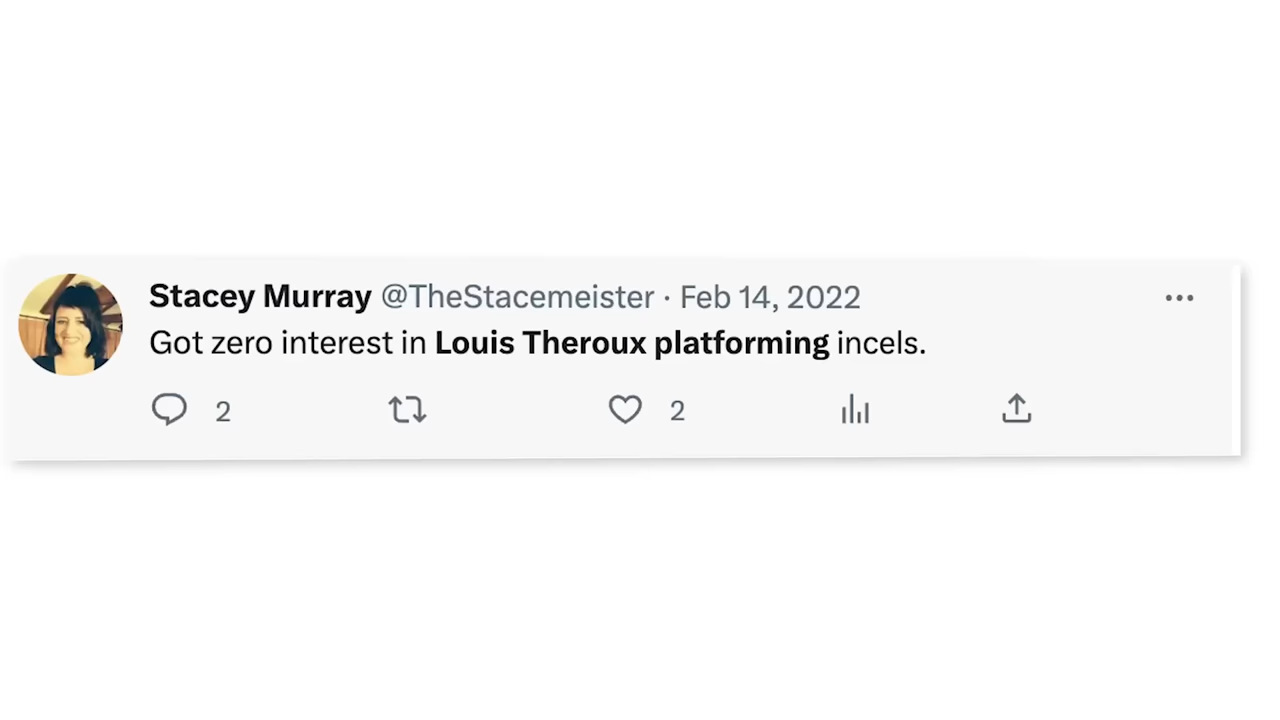 Stacey Murray @TheStacemeister · Feb 14, 2022
Got zero interest in Louis Theroux platforming incels.
2 2